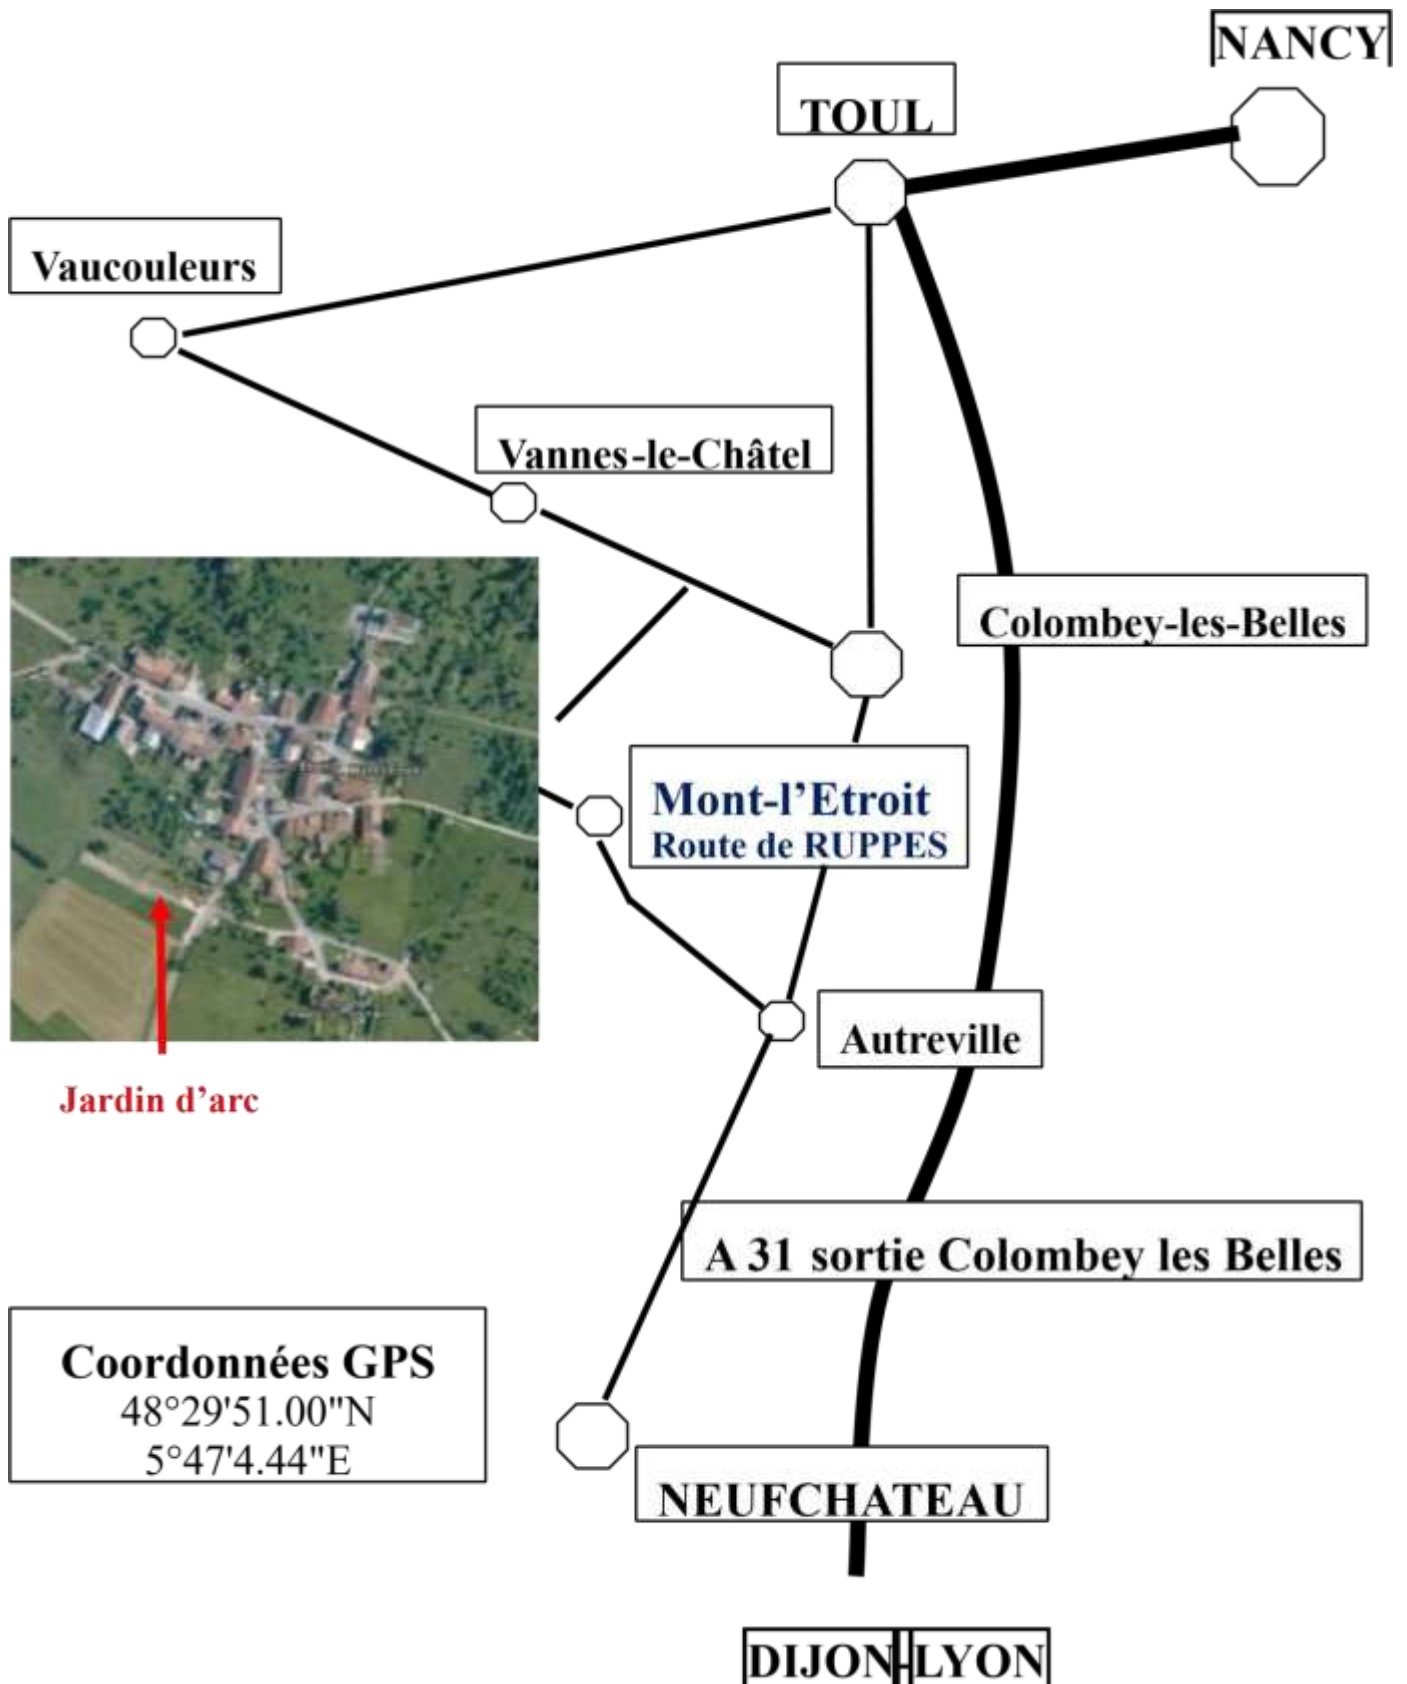 NANCY
TOUL
Vaucouleurs
Vannes-le-Châtel
Colombey-les-Belles
Mont-l’Etroit
Route de RUPPES
Autreville
Jardin d’arc
A 31 sortie Colombey les Belles
Coordonnées GPS
48°29'51.00"N
5°47'4.44"E
NEUFCHATEAU
DIJON-LYON